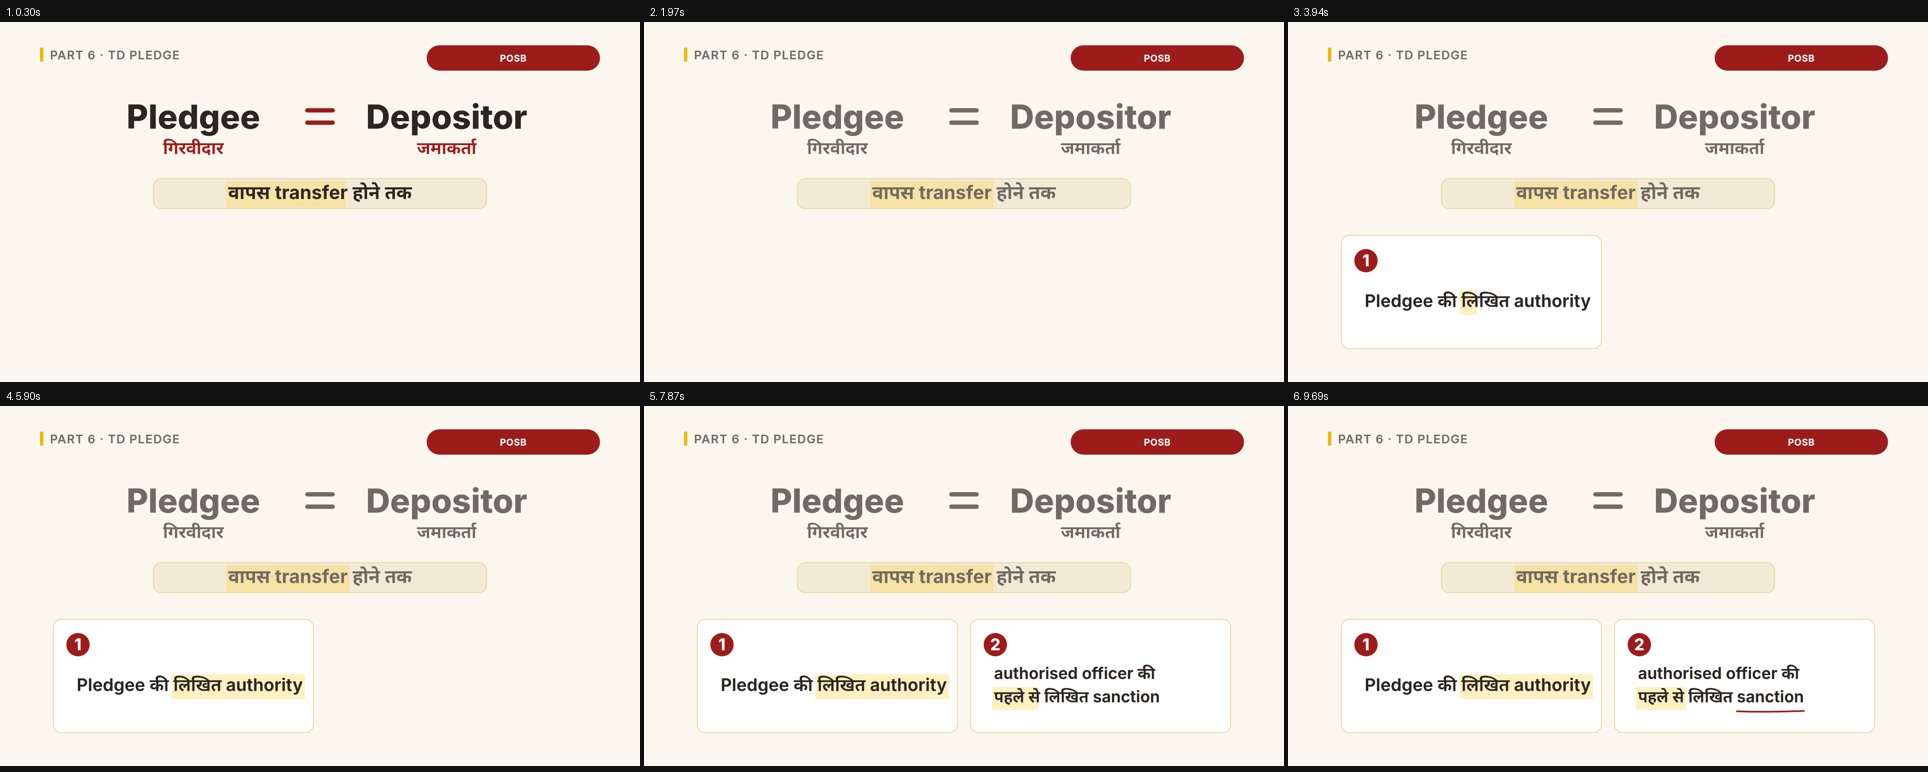 1. 0.30s
PART 6 · TD PLEDGE
POSB
Pledgee = Depositor
गिरवीदार जमाकर्ता
वापस transfer होने तक
2. 1.97s
PART 6 · TD PLEDGE
POSB
Pledgee = Depositor
गिरवीदार जमाकर्ता
वापस transfer होने तक
3. 3.94s
PART 6 · TD PLEDGE
POSB
Pledgee = Depositor
गिरवीदार जमाकर्ता
वापस transfer होने तक
1
Pledgee की लिखित authority
4. 5.90s
PART 6 · TD PLEDGE
POSB
Pledgee = Depositor
गिरवीदार जमाकर्ता
वापस transfer होने तक
1
Pledgee की लिखित authority
5. 7.87s
PART 6 · TD PLEDGE
POSB
Pledgee = Depositor
गिरवीदार जमाकर्ता
वापस transfer होने तक
1
Pledgee की लिखित authority
2
authorised officer की
पहले से लिखित sanction
6. 9.69s
PART 6 · TD PLEDGE
POSB
Pledgee = Depositor
गिरवीदार जमाकर्ता
वापस transfer होने तक
1
Pledgee की लिखित authority
2
authorised officer की
पहले से लिखित sanction